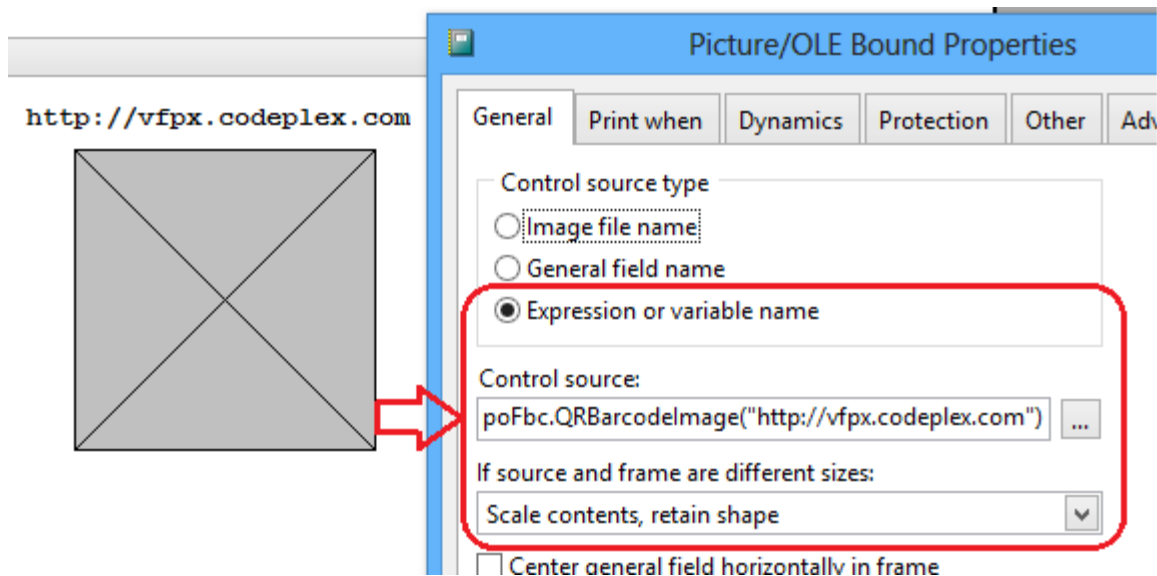 Picture/OLE Bound Properties
http://vfpx.codeplex.com
General Print when Dynamics Protection Other
Control source type
Image file name
General field name
Expression or variable name
Control source:
poFbc.QRBarcodeImage("http://vfpx.codeplex.com") ...
If source and frame are different sizes:
Scale contents, retain shape
Center general field horizontally in frame